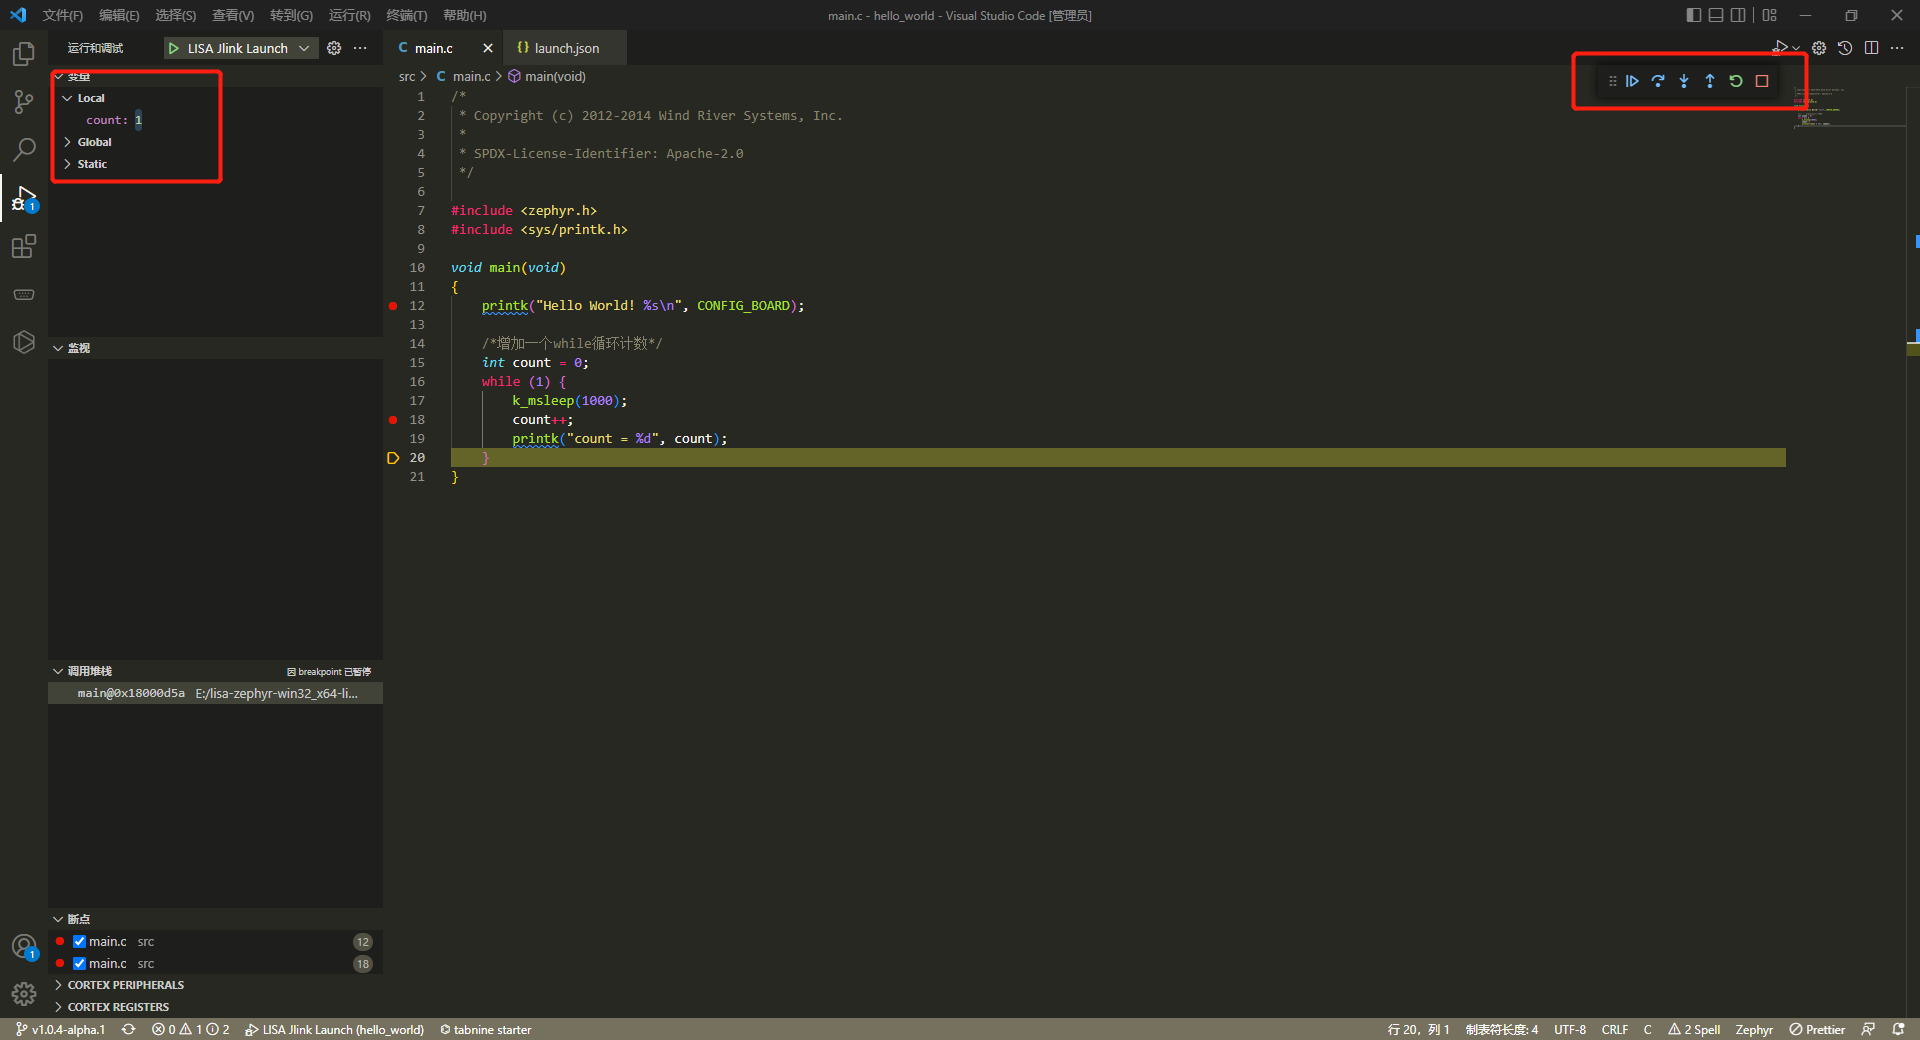 文件(F) 编辑(E) 选择(S) 查看(V) 转到(G) 运行(R) 终端(T) 帮助(H)
main.c - hello_world - Visual Studio Code [管理员]
运行和调试
LISA Jlink Launch
main.c
launch.json
变量
Local
count: 1
Global
Static
监视
调用堆栈
breakpoint 已暂停
main@0x18000d5a E:/lisa-zephyr-win32_x64-li...
断点
main.c src 12
main.c src 18
CORTEX PERIPHERALS
CORTEX REGISTERS
src > C main.c > main(void)
1 /*
2 * Copyright (c) 2012-2014 Wind River Systems, Inc.
3 *
4 * SPDX-License-Identifier: Apache-2.0
5 */
6
7 #include <zephyr.h>
8 #include <sys/printk.h>
9
10 void main(void)
11 {
12 printk("Hello World! %s\n", CONFIG_BOARD);
13
14 /*增加一个while循环计数*/
15 int count = 0;
16 while (1) {
17 k_msleep(1000);
18 count++;
19 printk("count = %d", count);
20 }
21 }
v1.0.4-alpha.1 0 1 2 LISA Jlink Launch (hello_world) tabnine starter
行 20, 列 1 制表符长度: 4 UTF-8 CRLF C 2 Spell Zephyr Prettier